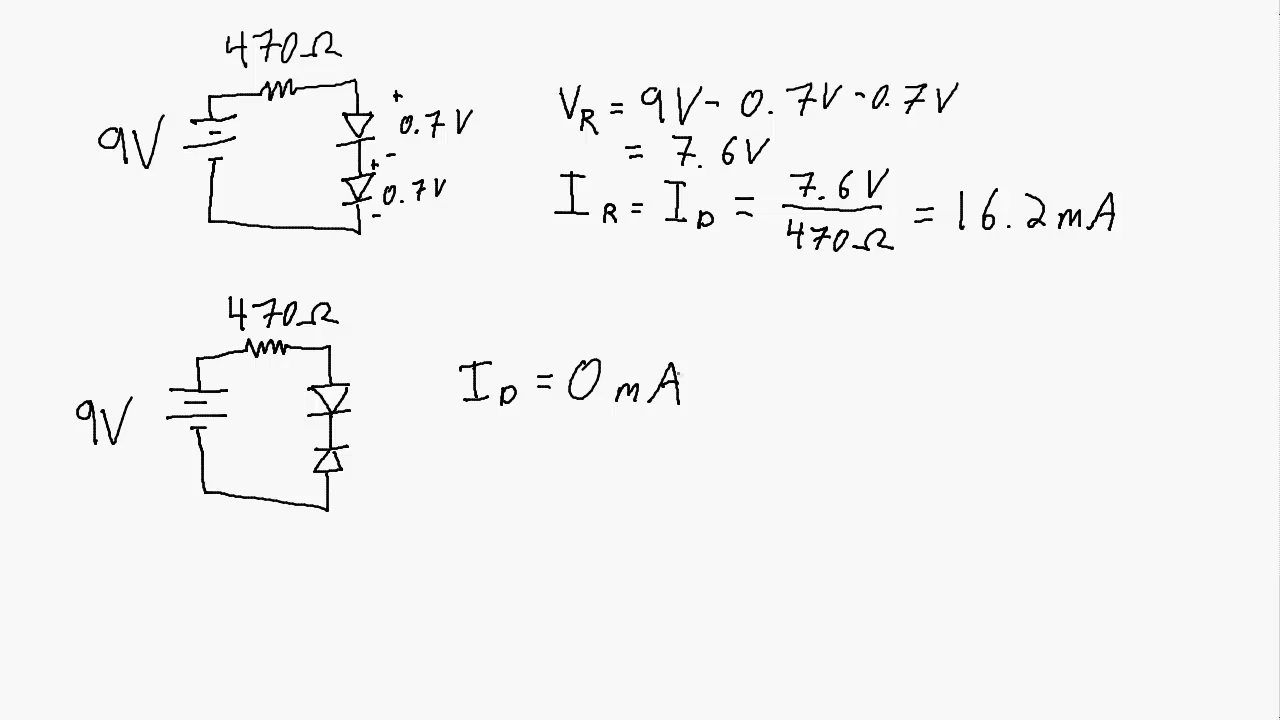 470Ω
9V
+
0.7V
-
+
0.7V
-
V_R = 9V - 0.7V - 0.7V
= 7.6V
I_R = I_D = 7.6V / 470Ω = 16.2mA
470Ω
9V
I_D = 0mA